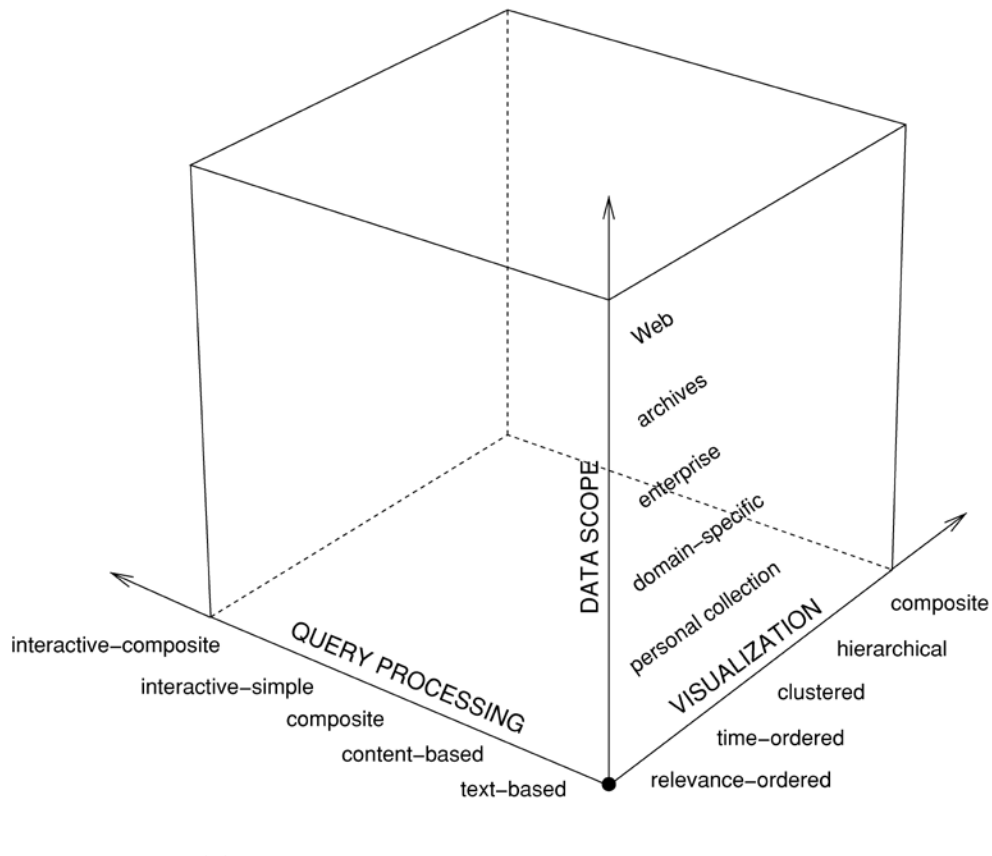 Web
archives
enterprise
domain–specific
personal collection
DATA SCOPE
VISUALIZATION
composite
hierarchical
clustered
time–ordered
relevance–ordered
QUERY PROCESSING
interactive–composite
interactive–simple
composite
content–based
text–based